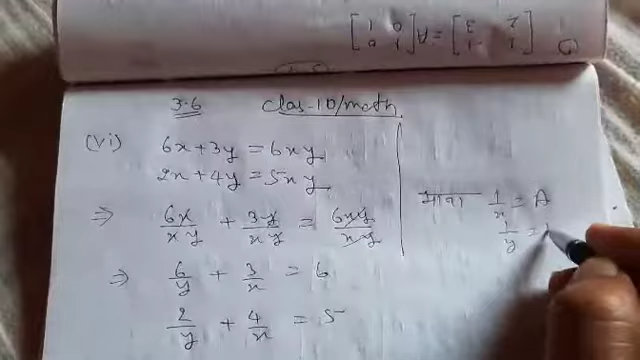 3.6 Clas-10/math.
(vi) 6x+3y=6xy
2x+4y=5xy
⇒ 6x/xy + 3y/xy = 6xy/xy
⇒ 6/y + 3/x = 6
2/y + 4/x = 5
माना 1/x = A
1/y =